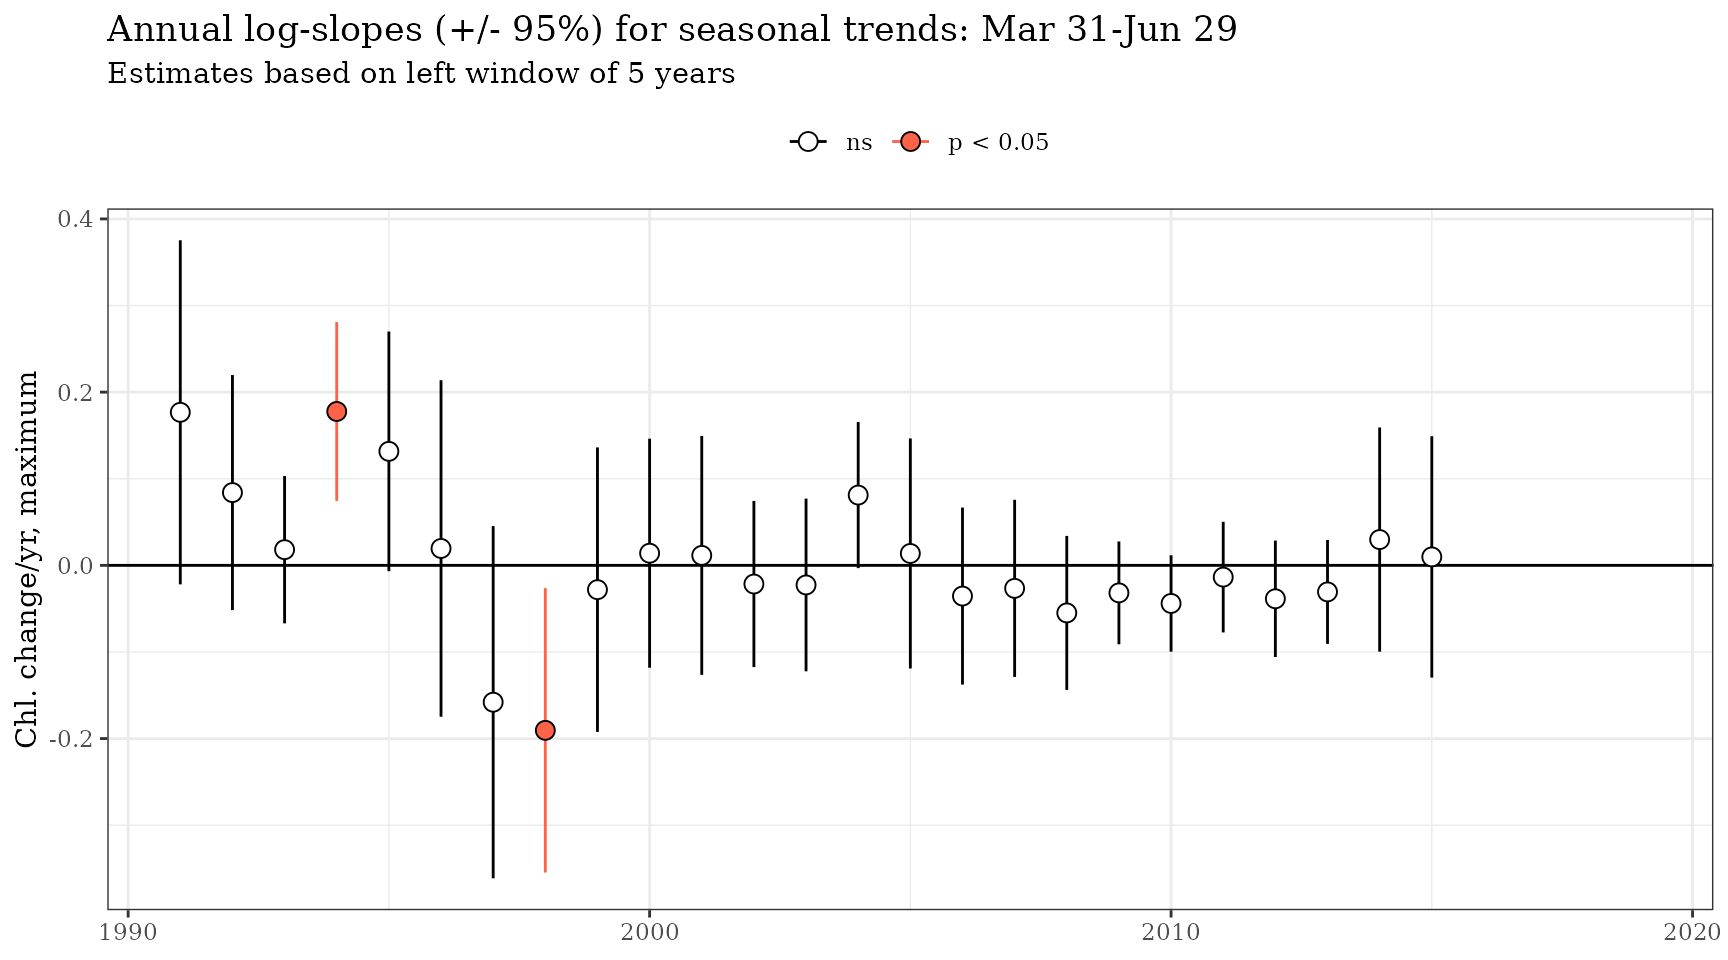 Annual log-slopes (+/- 95%) for seasonal trends: Mar 31-Jun 29
Estimates based on left window of 5 years
ns p < 0.05
Chl. change/yr, maximum
0.4
0.2
0.0
-0.2
1990 2000 2010 2020